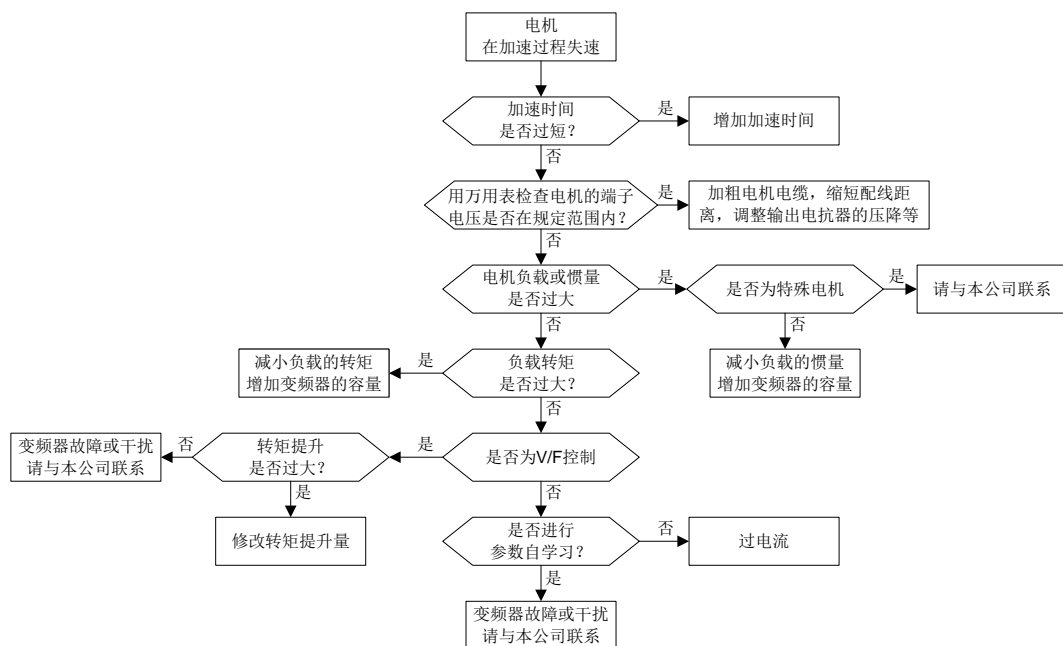 电机
在加速过程失速
加速时间
是否过短？
是
增加加速时间
否
用万用表检查电机的端子
电压是否在规定范围内？
是
加粗电机电缆，缩短配线距
离，调整输出电抗器的压降等
否
电机负载或惯量
是否过大
是
是否为特殊电机
是
请与本公司联系
否
否
减小负载的转矩
增加变频器的容量
是
负载转矩
是否过大？
减小负载的惯量
增加变频器的容量
否
变频器故障或干扰
请与本公司联系
否
转矩提升
是否过大？
是
是否为V/F控制
是
否
修改转矩提升量
是否进行
参数自学习？
否
过电流
是
变频器故障或干扰
请与本公司联系